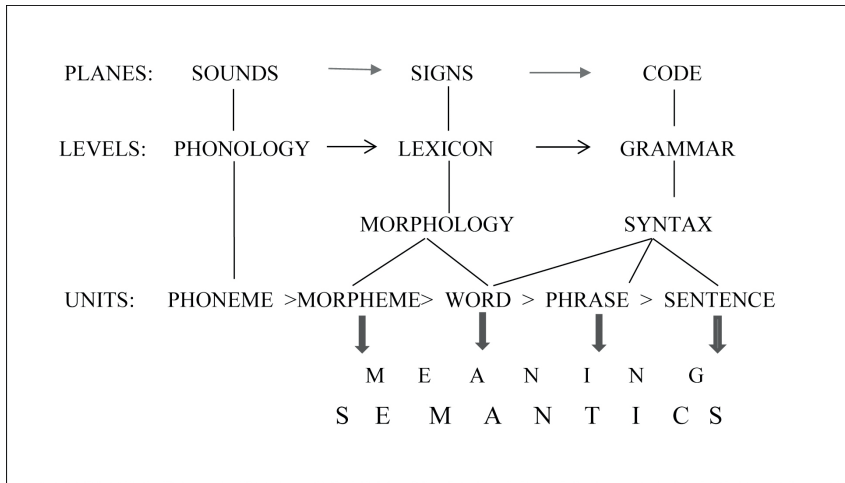 PLANES: SOUNDS SIGNS CODE
LEVELS: PHONOLOGY LEXICON GRAMMAR
MORPHOLOGY SYNTAX
UNITS: PHONEME >MORPHEME> WORD > PHRASE > SENTENCE
M E A N I N G
S E M A N T I C S